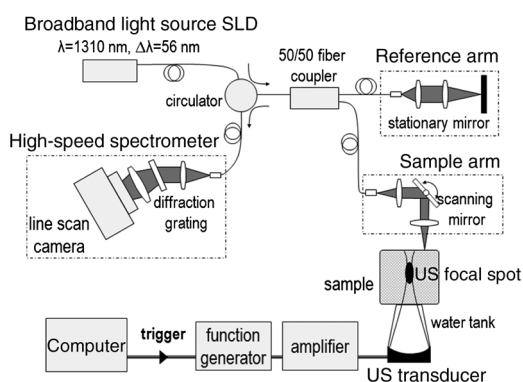 Broadband light source SLD
λ=1310 nm, Δλ=56 nm
50/50 fiber
coupler
Reference arm
circulator
stationary mirror
High-speed spectrometer
Sample arm
diffraction
grating
line scan
camera
scanning
mirror
sample
US focal spot
water tank
Computer
trigger
function
generator
amplifier
US transducer